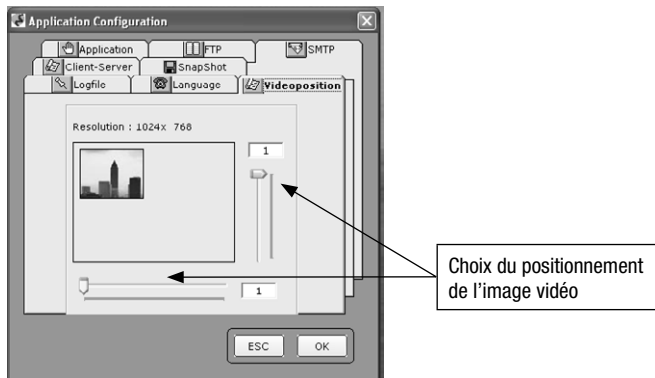 Application Configuration
Application FTP SMTP
Client-Server SnapShot
Logfile Language Videoposition
Resolution : 1024x 768
1
1
Choix du positionnement
de l'image vidéo
ESC OK